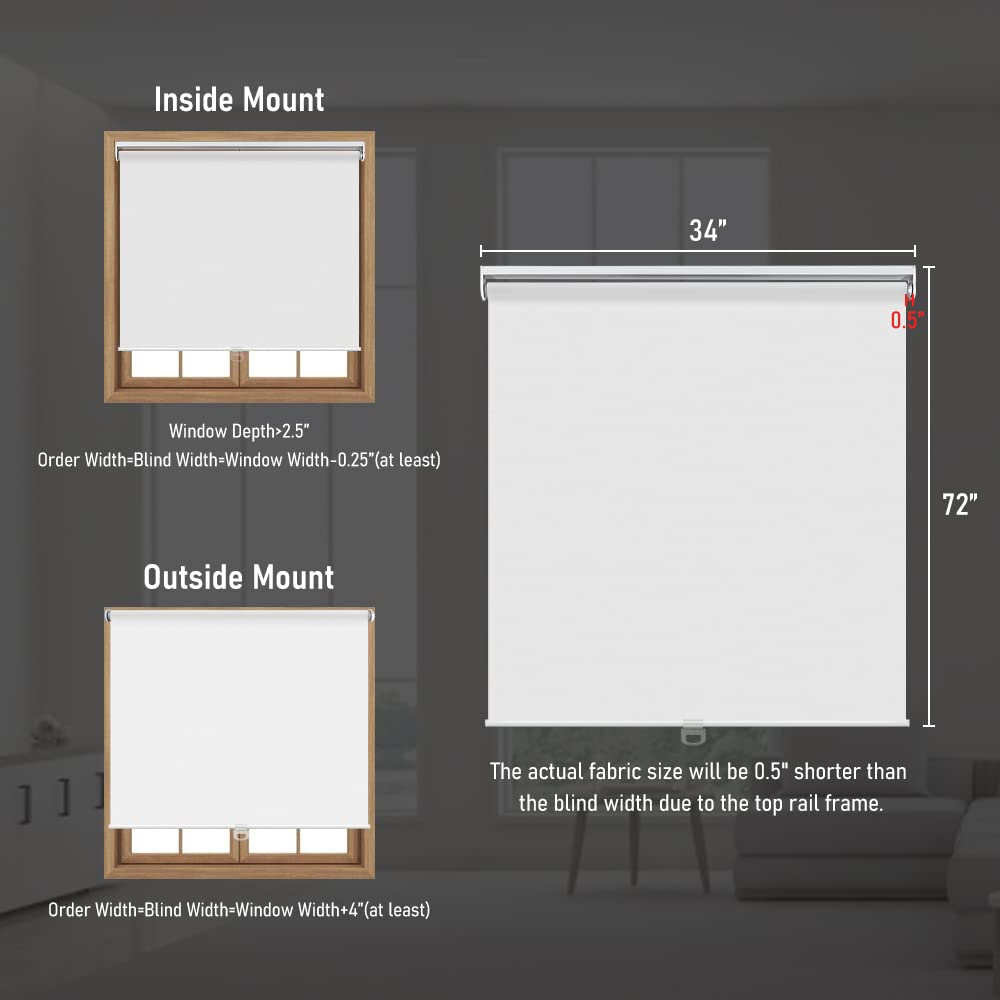 Inside Mount
Window Depth>2.5”
Order Width=Blind Width=Window Width-0.25”(at least)
Outside Mount
Order Width=Blind Width=Window Width+4”(at least)
34”
0.5”
72”
The actual fabric size will be 0.5" shorter than
the blind width due to the top rail frame.